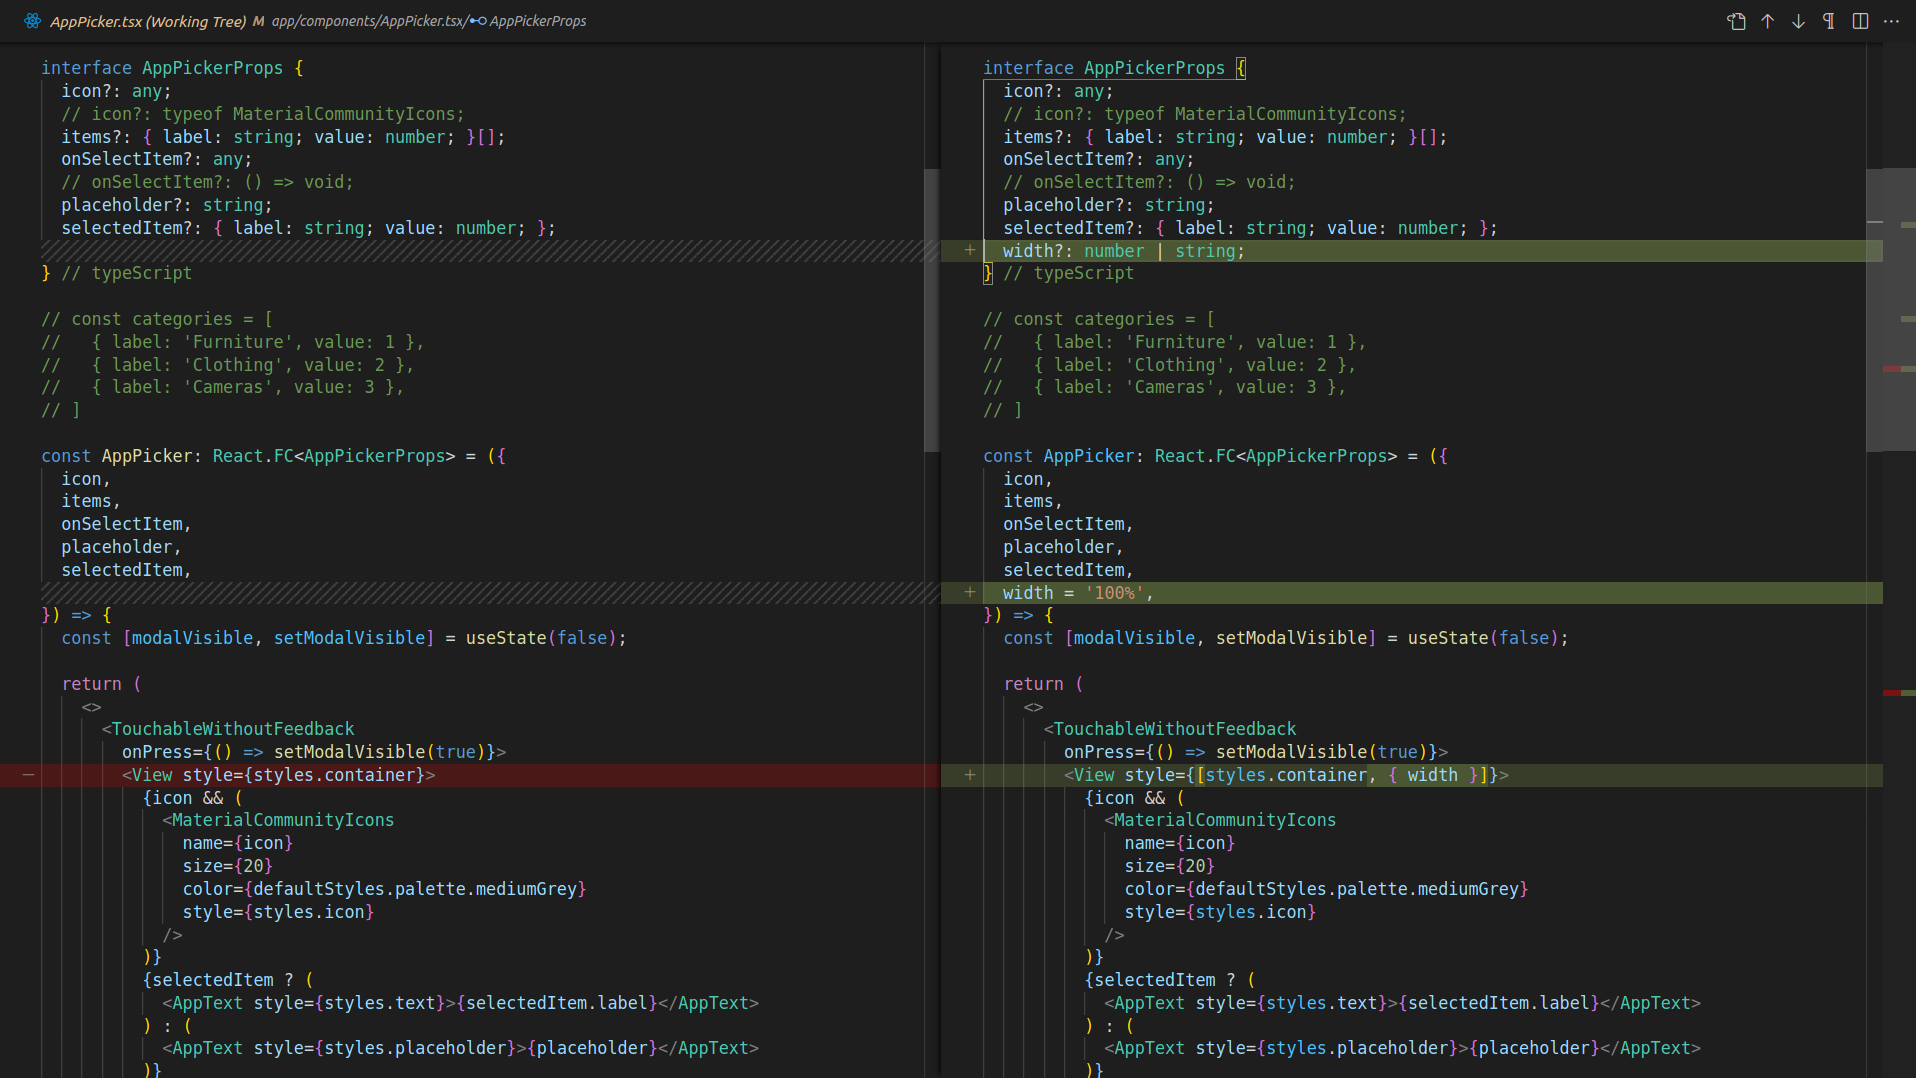 AppPicker.tsx (Working Tree) M app/components/AppPicker.tsx/ AppPickerProps
interface AppPickerProps {
  icon?: any;
  // icon?: typeof MaterialCommunityIcons;
  items?: { label: string; value: number; }[];
  onSelectItem?: any;
  // onSelectItem?: () => void;
  placeholder?: string;
  selectedItem?: { label: string; value: number; };
} // typeScript
// const categories = [
//   { label: 'Furniture', value: 1 },
//   { label: 'Clothing', value: 2 },
//   { label: 'Cameras', value: 3 },
// ]
const AppPicker: React.FC<AppPickerProps> = ({
  icon,
  items,
  onSelectItem,
  placeholder,
  selectedItem,
}) => {
  const [modalVisible, setModalVisible] = useState(false);
  return (
    <>
      <TouchableWithoutFeedback
        onPress={() => setModalVisible(true)}>
−        <View style={styles.container}>
          {icon && (
            <MaterialCommunityIcons
              name={icon}
              size={20}
              color={defaultStyles.palette.mediumGrey}
              style={styles.icon}
            />
          )}
          {selectedItem ? (
            <AppText style={styles.text}>{selectedItem.label}</AppText>
          ) : (
            <AppText style={styles.placeholder}>{placeholder}</AppText>
          )}
interface AppPickerProps {
  icon?: any;
  // icon?: typeof MaterialCommunityIcons;
  items?: { label: string; value: number; }[];
  onSelectItem?: any;
  // onSelectItem?: () => void;
  placeholder?: string;
  selectedItem?: { label: string; value: number; };
+  width?: number | string;
} // typeScript
// const categories = [
//   { label: 'Furniture', value: 1 },
//   { label: 'Clothing', value: 2 },
//   { label: 'Cameras', value: 3 },
// ]
const AppPicker: React.FC<AppPickerProps> = ({
  icon,
  items,
  onSelectItem,
  placeholder,
  selectedItem,
+  width = '100%',
}) => {
  const [modalVisible, setModalVisible] = useState(false);
  return (
    <>
      <TouchableWithoutFeedback
        onPress={() => setModalVisible(true)}>
+        <View style={[styles.container, { width }]}>
          {icon && (
            <MaterialCommunityIcons
              name={icon}
              size={20}
              color={defaultStyles.palette.mediumGrey}
              style={styles.icon}
            />
          )}
          {selectedItem ? (
            <AppText style={styles.text}>{selectedItem.label}</AppText>
          ) : (
            <AppText style={styles.placeholder}>{placeholder}</AppText>
          )}